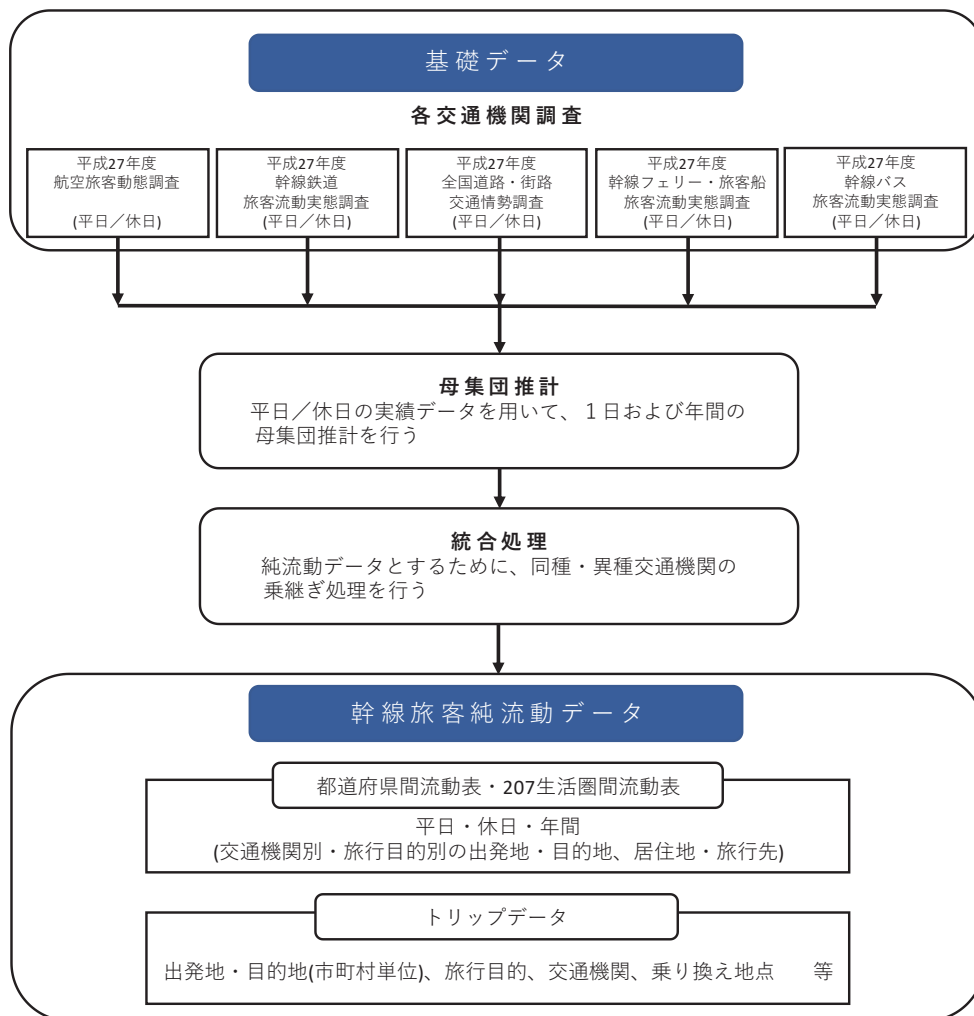 基礎データ
各交通機関調査
平成27年度
航空旅客動態調査
(平日／休日)
平成27年度
幹線鉄道
旅客流動実態調査
(平日／休日)
平成27年度
全国道路・街路
交通情勢調査
(平日／休日)
平成27年度
幹線フェリー・旅客船
旅客流動実態調査
(平日／休日)
平成27年度
幹線バス
旅客流動実態調査
(平日／休日)
母集団推計
平日／休日の実績データを用いて、１日および年間の
母集団推計を行う
統合処理
純流動データとするために、同種・異種交通機関の
乗継ぎ処理を行う
幹線旅客純流動データ
都道府県間流動表・207生活圏間流動表
平日・休日・年間
(交通機関別・旅行目的別の出発地・目的地、居住地・旅行先)
トリップデータ
出発地・目的地(市町村単位)、旅行目的、交通機関、乗り換え地点　　等